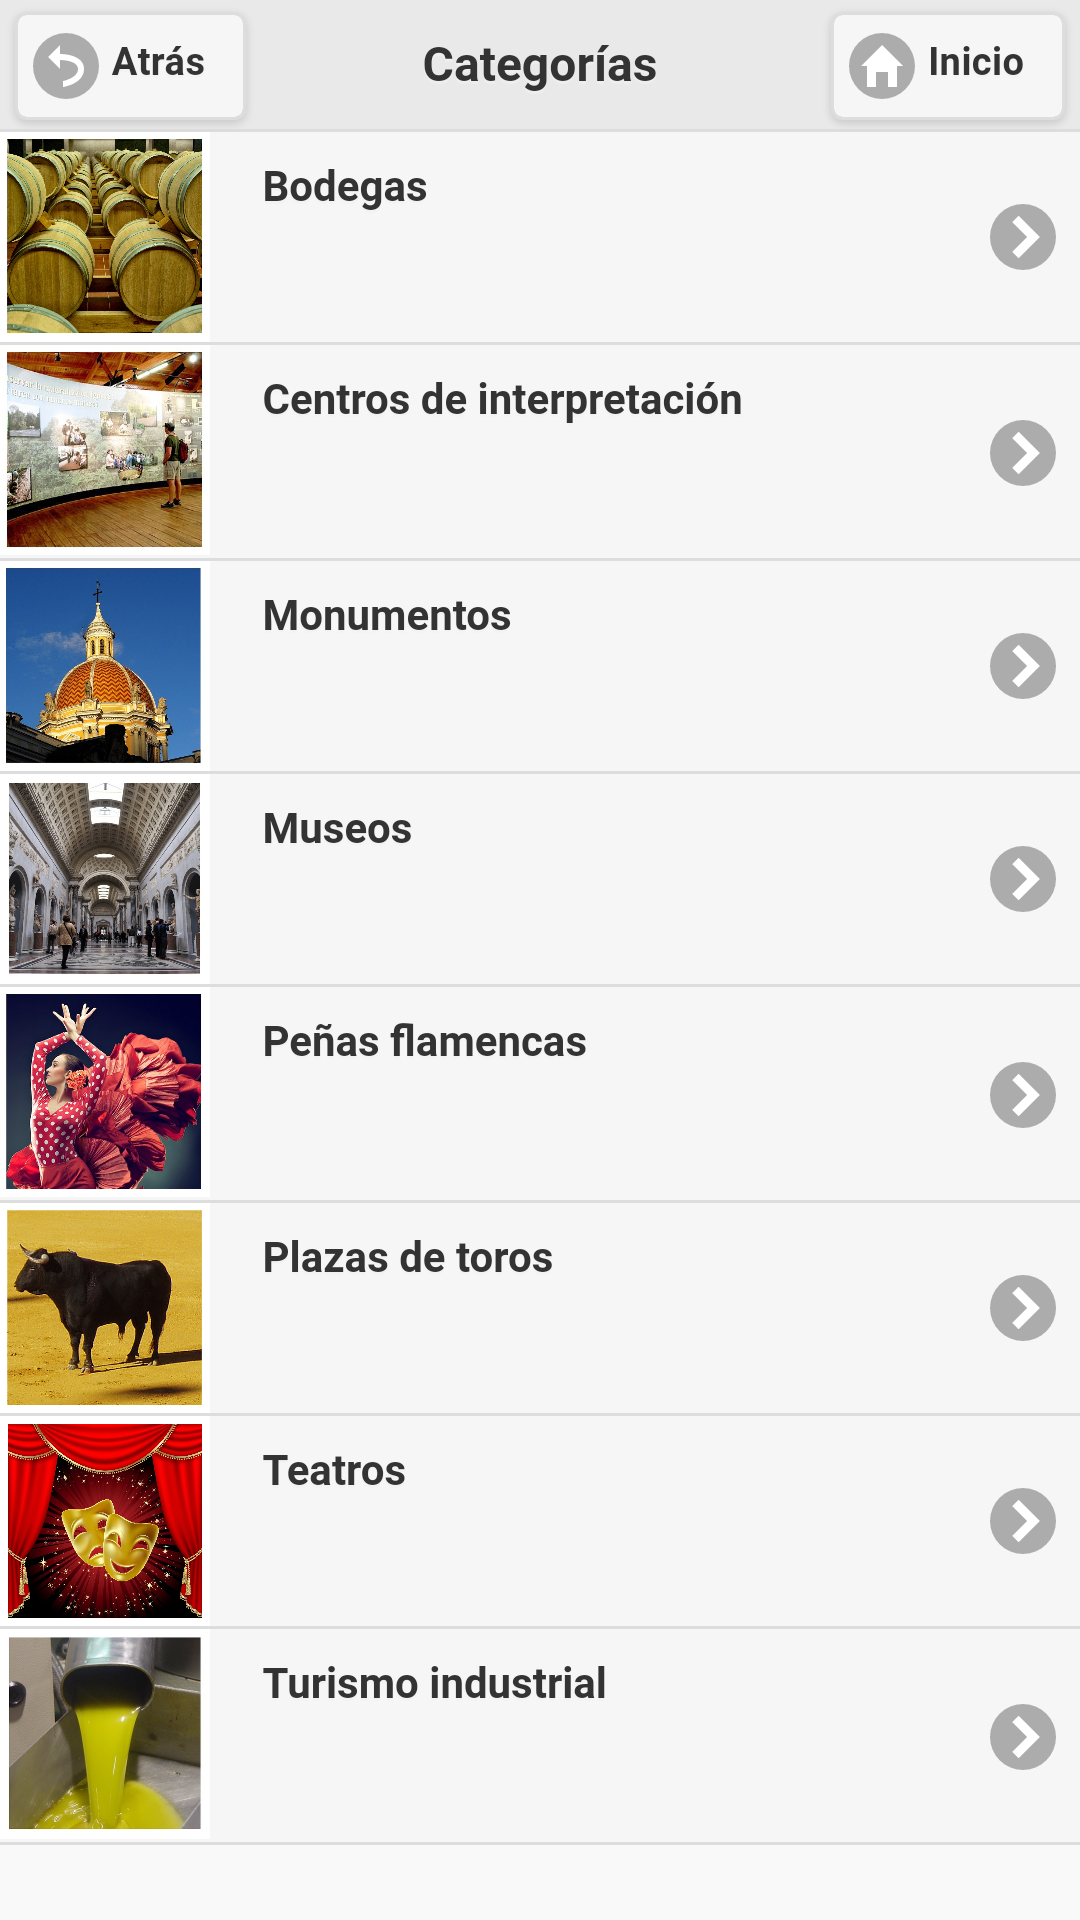 Atrás
Categorías
Inicio
Bodegas
Centros de interpretación
Monumentos
Museos
Peñas flamencas
Plazas de toros
Teatros
Turismo industrial